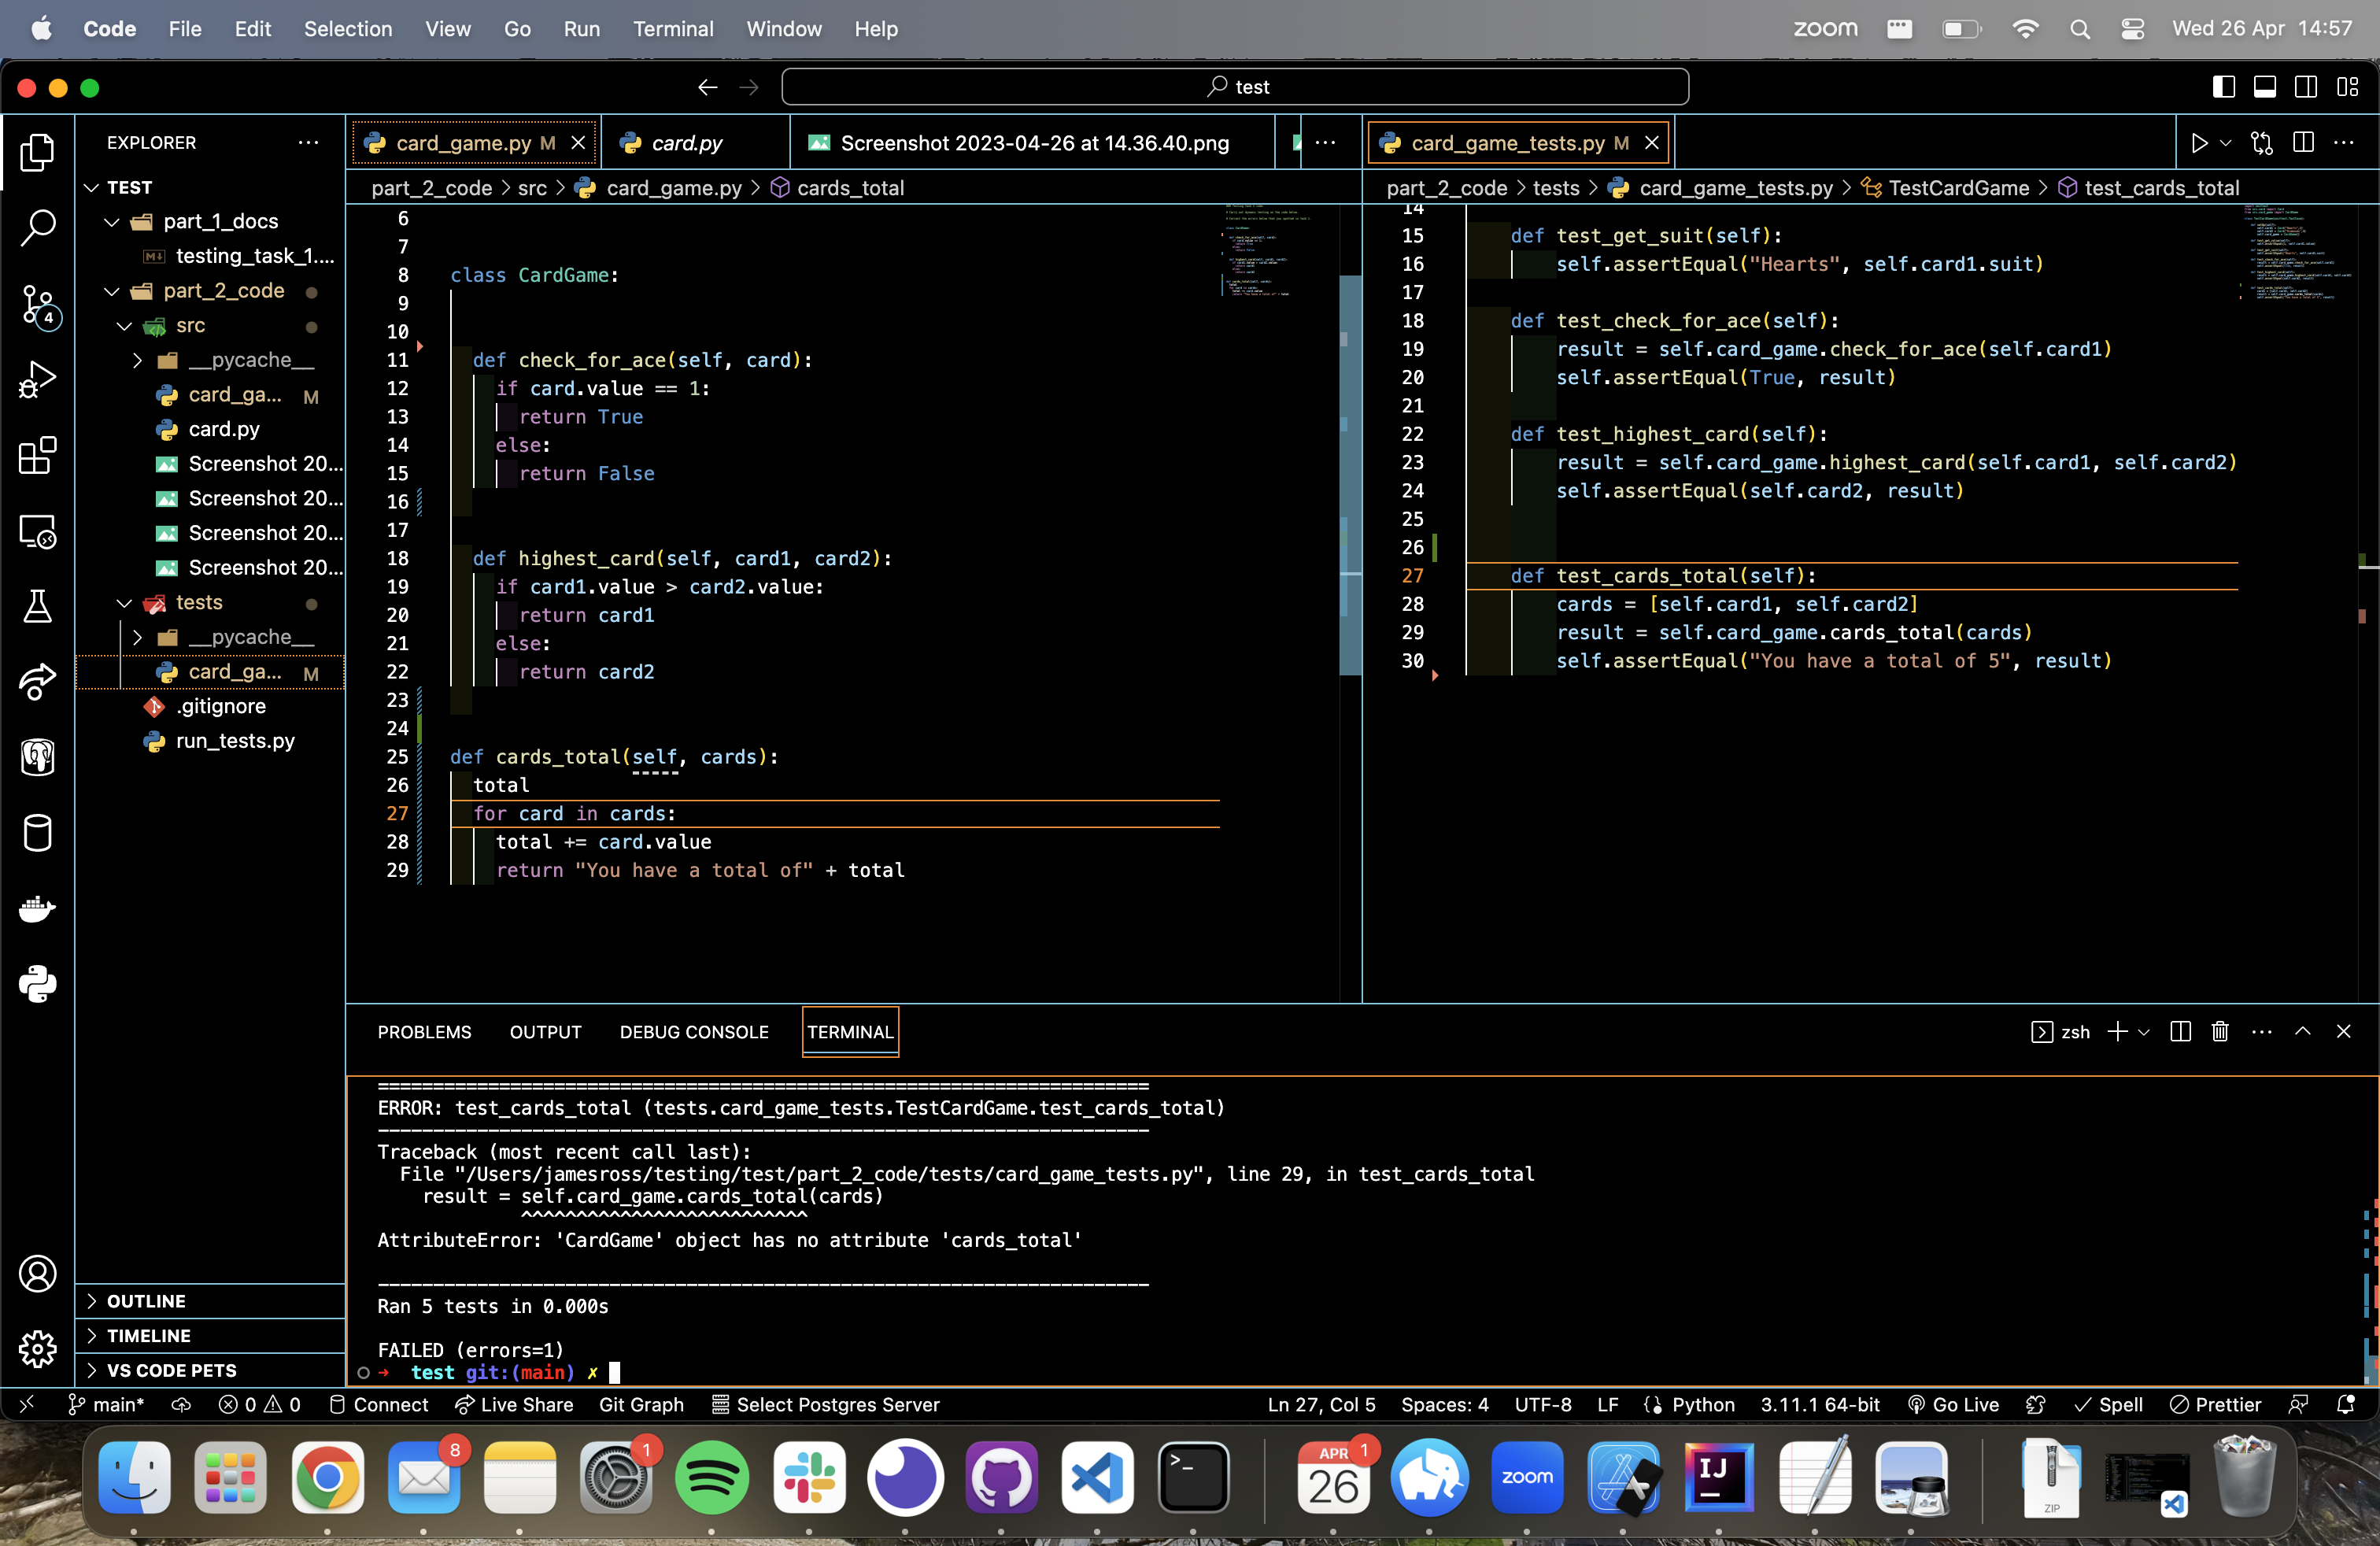 Code File Edit Selection View Go Run Terminal Window Help
zoom Wed 26 Apr 14:57
test
EXPLORER
TEST
part_1_docs
testing_task_1....
part_2_code
src
__pycache__
card_ga... M
card.py
Screenshot 20...
Screenshot 20...
Screenshot 20...
Screenshot 20...
tests
__pycache__
card_ga... M
.gitignore
run_tests.py
OUTLINE
TIMELINE
VS CODE PETS
4
card_game.py M
card.py
Screenshot 2023-04-26 at 14.36.40.png
part_2_code > src > card_game.py > cards_total
6
7
8 class CardGame:
9
10
11 def check_for_ace(self, card):
12 if card.value == 1:
13 return True
14 else:
15 return False
16
17
18 def highest_card(self, card1, card2):
19 if card1.value > card2.value:
20 return card1
21 else:
22 return card2
23
24
25 def cards_total(self, cards):
26 total
27 for card in cards:
28 total += card.value
29 return "You have a total of" + total
card_game_tests.py M
part_2_code > tests > card_game_tests.py > TestCardGame > test_cards_total
14
15 def test_get_suit(self):
16 self.assertEqual("Hearts", self.card1.suit)
17
18 def test_check_for_ace(self):
19 result = self.card_game.check_for_ace(self.card1)
20 self.assertEqual(True, result)
21
22 def test_highest_card(self):
23 result = self.card_game.highest_card(self.card1, self.card2)
24 self.assertEqual(self.card2, result)
25
26
27 def test_cards_total(self):
28 cards = [self.card1, self.card2]
29 result = self.card_game.cards_total(cards)
30 self.assertEqual("You have a total of 5", result)
PROBLEMS OUTPUT DEBUG CONSOLE TERMINAL
zsh
======================================================================
ERROR: test_cards_total (tests.card_game_tests.TestCardGame.test_cards_total)
----------------------------------------------------------------------
Traceback (most recent call last):
File "/Users/jamesross/testing/test/part_2_code/tests/card_game_tests.py", line 29, in test_cards_total
result = self.card_game.cards_total(cards)
^^^^^^^^^^^^^^^^^^^^^^^^^^
AttributeError: 'CardGame' object has no attribute 'cards_total'
----------------------------------------------------------------------
Ran 5 tests in 0.000s
FAILED (errors=1)
➜ test git:(main) ✗
main* 0 0 Connect Live Share Git Graph Select Postgres Server
Ln 27, Col 5 Spaces: 4 UTF-8 LF Python 3.11.1 64-bit Go Live Spell Prettier
8
1
APR 1
26
zoom
IJ
ZIP